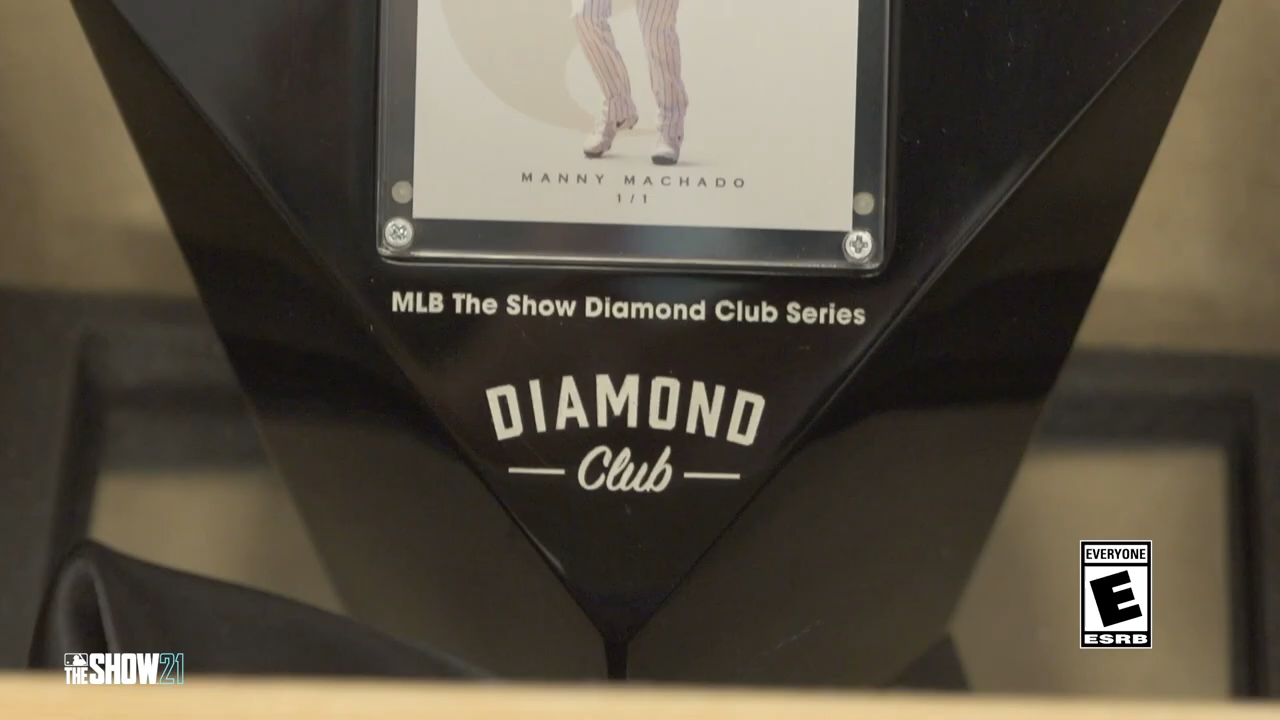 MANNY MACHADO
1/1
MLB The Show Diamond Club Series
DIAMOND
Club
EVERYONE
E
ESRB
THE SHOW 21